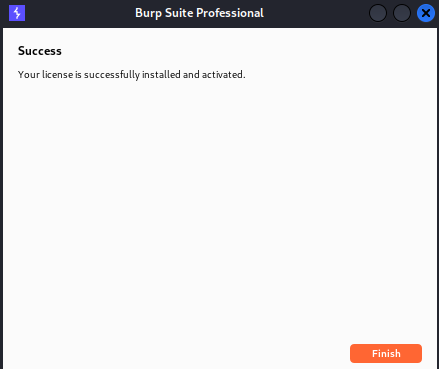 Burp Suite Professional
Success
Your license is successfully installed and activated.
Finish